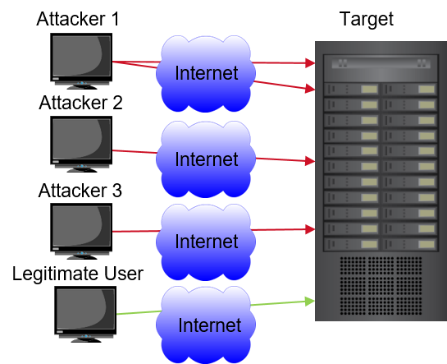 Attacker 1
Target
Internet
Attacker 2
Internet
Attacker 3
Internet
Legitimate User
Internet